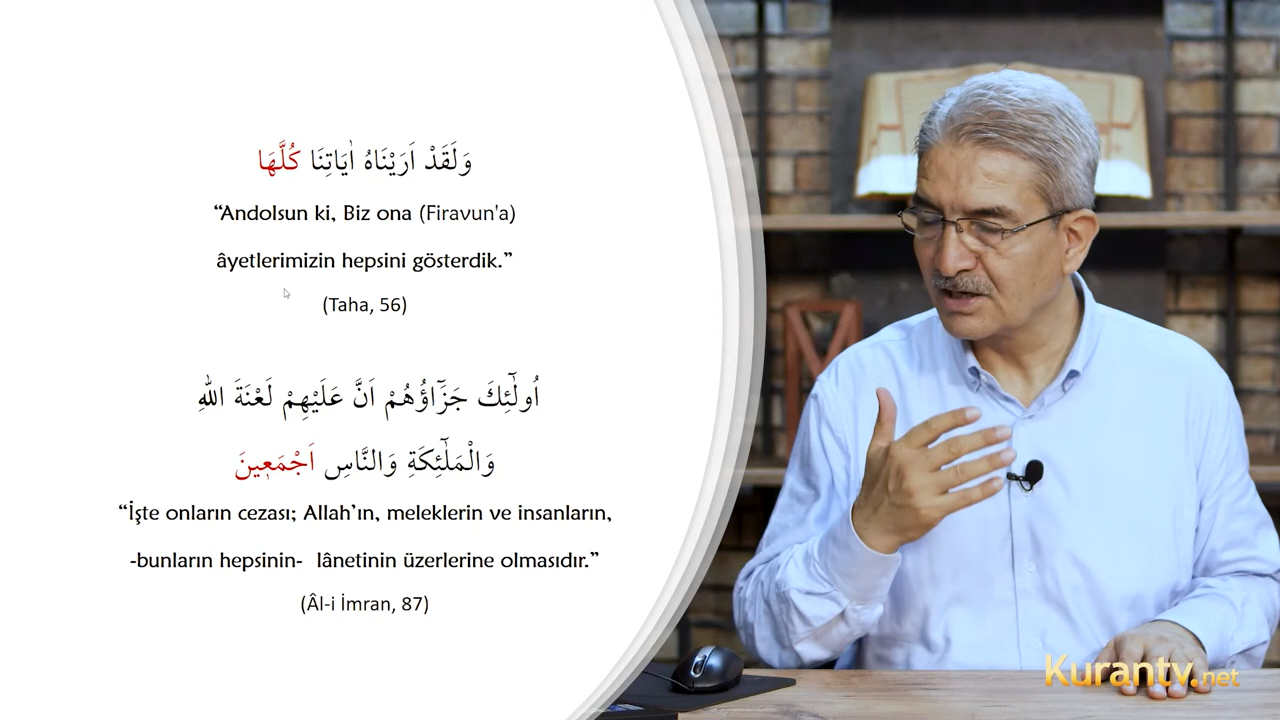 وَلَقَدْ اَرَيْنَاهُ اٰيَاتِنَا كُلَّهَا
“Andolsun ki, Biz ona (Firavun'a)
âyetlerimizin hepsini gösterdik.”
(Taha, 56)
اُولٰٓئِكَ جَزَٓاؤُ۬هُمْ اَنَّ عَلَيْهِمْ لَعْنَةَ اللّٰهِ
وَالْمَلٰٓئِكَةِ وَالنَّاسِ اَجْمَع۪ينَ
“İşte onların cezası; Allah’ın, meleklerin ve insanların,
-bunların hepsinin- lânetinin üzerlerine olmasıdır.”
(Âl-i İmran, 87)
Kurantv.net